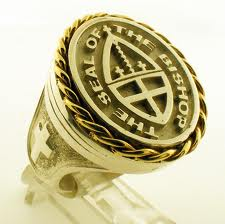 THE SEAL OF THE BISHOP